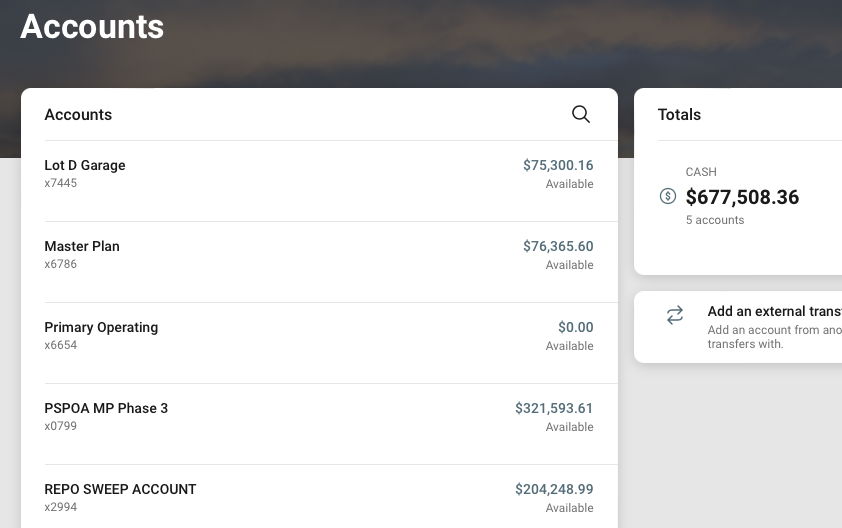 Accounts
Accounts
Lot D Garage
$75,300.16
x7445
Available
Master Plan
$76,365.60
x6786
Available
Primary Operating
$0.00
x6654
Available
PSPOA MP Phase 3
$321,593.61
x0799
Available
REPO SWEEP ACCOUNT
$204,248.99
x2994
Available
Totals
CASH
$677,508.36
5 accounts
Add an external
Add an account from
transfers with.